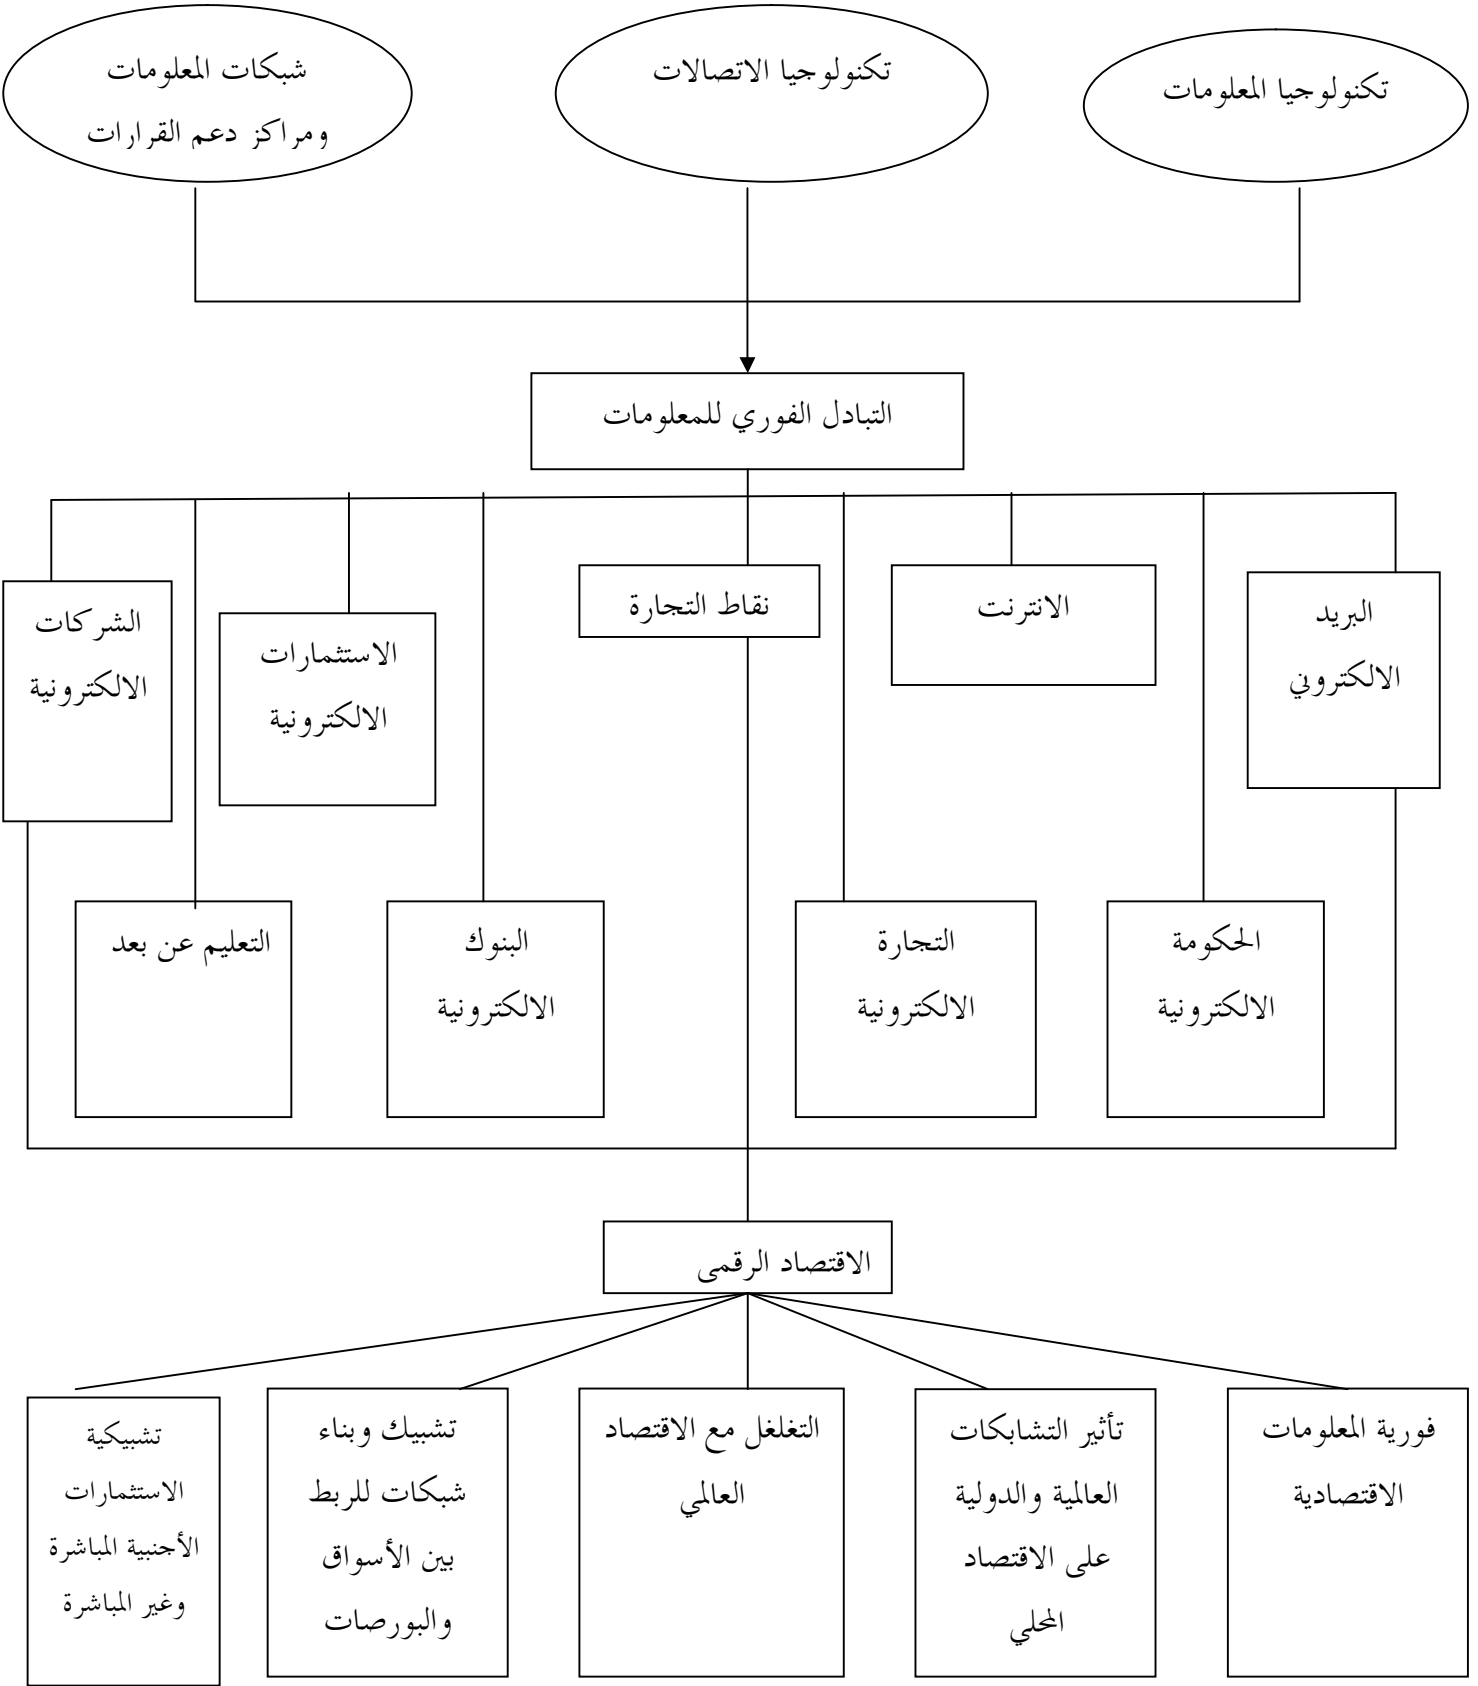 تكنولوجيا المعلومات
تكنولوجيا الاتصالات
شبكات المعلومات
ومراكز دعم القرارات
التبادل الفوري للمعلومات
البريد
الالكتروني
الانترنت
نقاط التجارة
الاستثمارات
الالكترونية
الشركات
الالكترونية
الحكومة
الالكترونية
التجارة
الالكترونية
البنوك
الالكترونية
التعليم عن بعد
الاقتصاد الرقمى
فورية المعلومات
الاقتصادية
تأثير التشابكات
العالمية والدولية
على الاقتصاد
المحلي
التغلغل مع الاقتصاد
العالمي
تشبيك وبناء
شبكات للربط
بين الأسواق
والبورصات
تشبيكية
الاستثمارات
الأجنبية المباشرة
وغير المباشرة